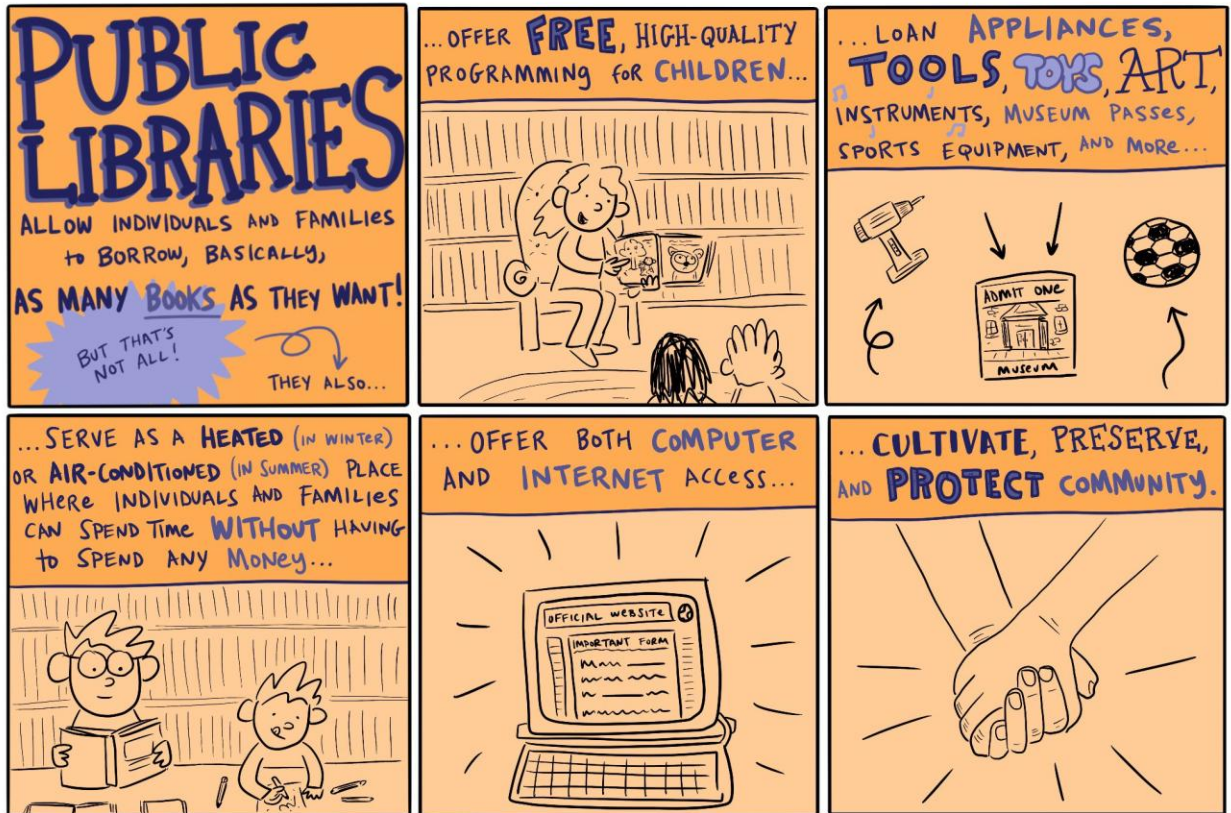 PUBLIC
LIBRARIES
ALLOW INDIVIDUALS AND FAMILIES
to BORROW, BASICALLY,
AS MANY BOOKS AS THEY WANT!
BUT THAT'S
NOT ALL!
THEY ALSO...
...OFFER FREE, HIGH-QUALITY
PROGRAMMING for CHILDREN...
...LOAN APPLIANCES,
TOOLS, TOYS, ART,
INSTRUMENTS, MUSEUM PASSES,
SPORTS EQUIPMENT, AND MORE...
ADMIT ONE
MUSEUM
...SERVE AS A HEATED (IN WINTER)
OR AIR-CONDITIONED (IN SUMMER) PLACE
WHERE INDIVIDUALS AND FAMILIES
CAN SPEND TIME WITHOUT HAVING
to SPEND ANY MONEY...
...OFFER BOTH COMPUTER
AND INTERNET ACCESS...
OFFICIAL WEBSITE
IMPORTANT FORM
...CULTIVATE, PRESERVE,
AND PROTECT COMMUNITY.